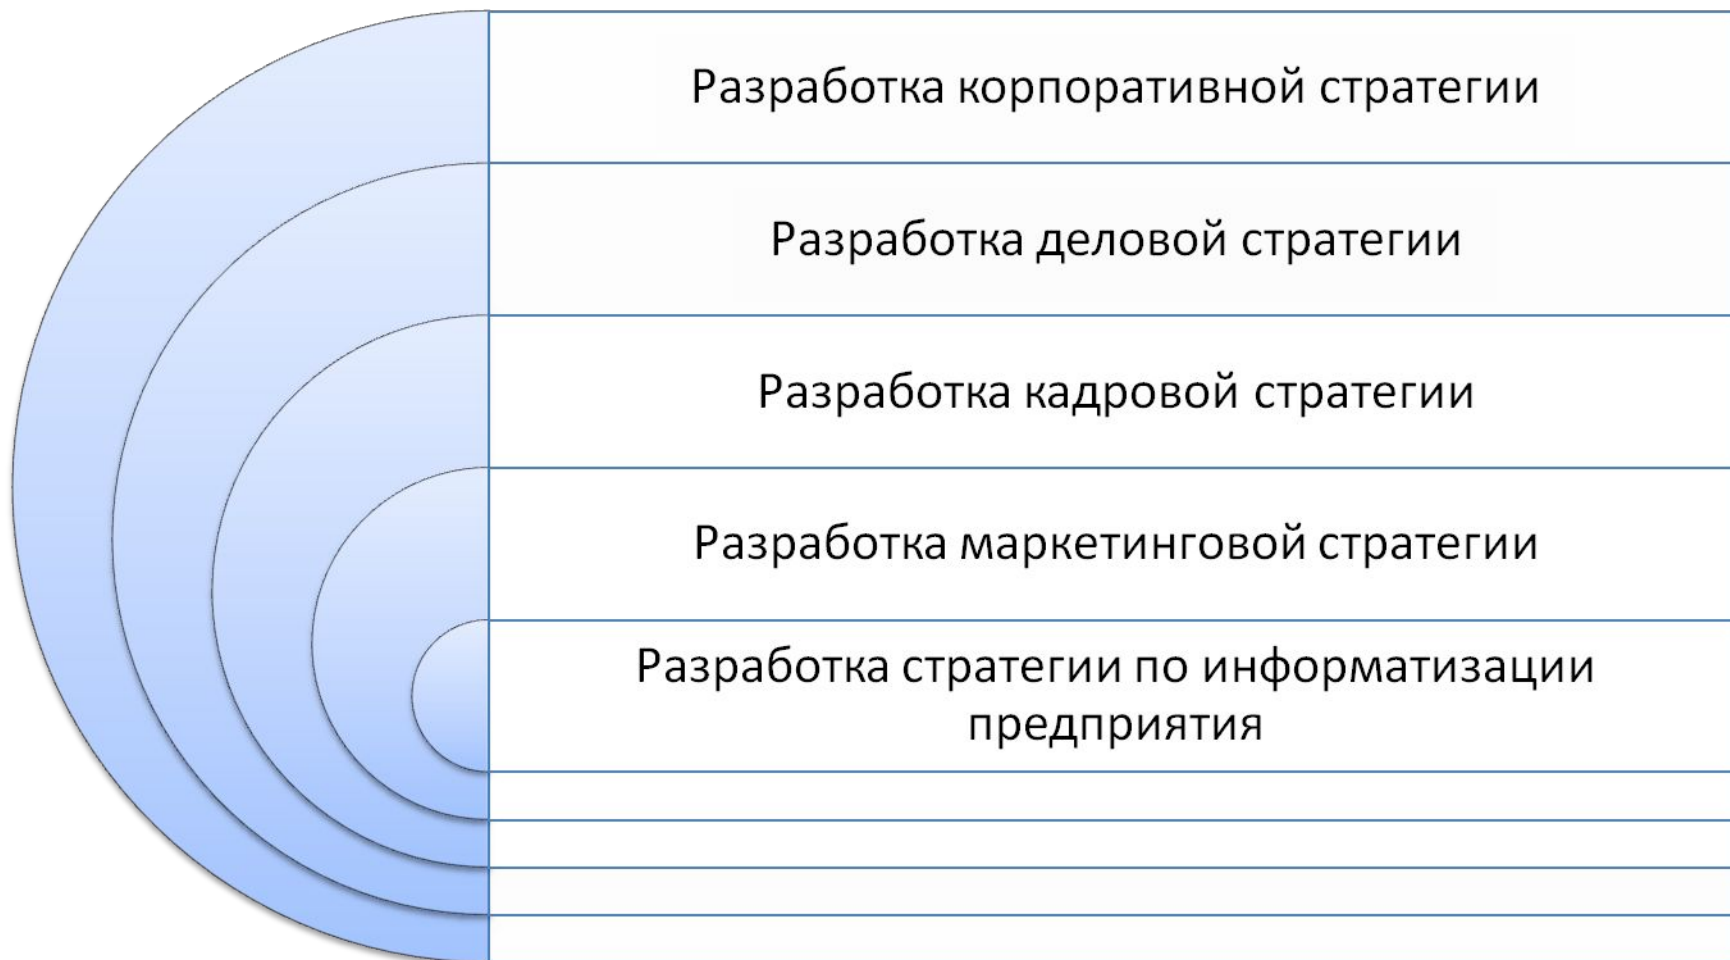 Разработка корпоративной стратегии
Разработка деловой стратегии
Разработка кадровой стратегии
Разработка маркетинговой стратегии
Разработка стратегии по информатизации
предприятия